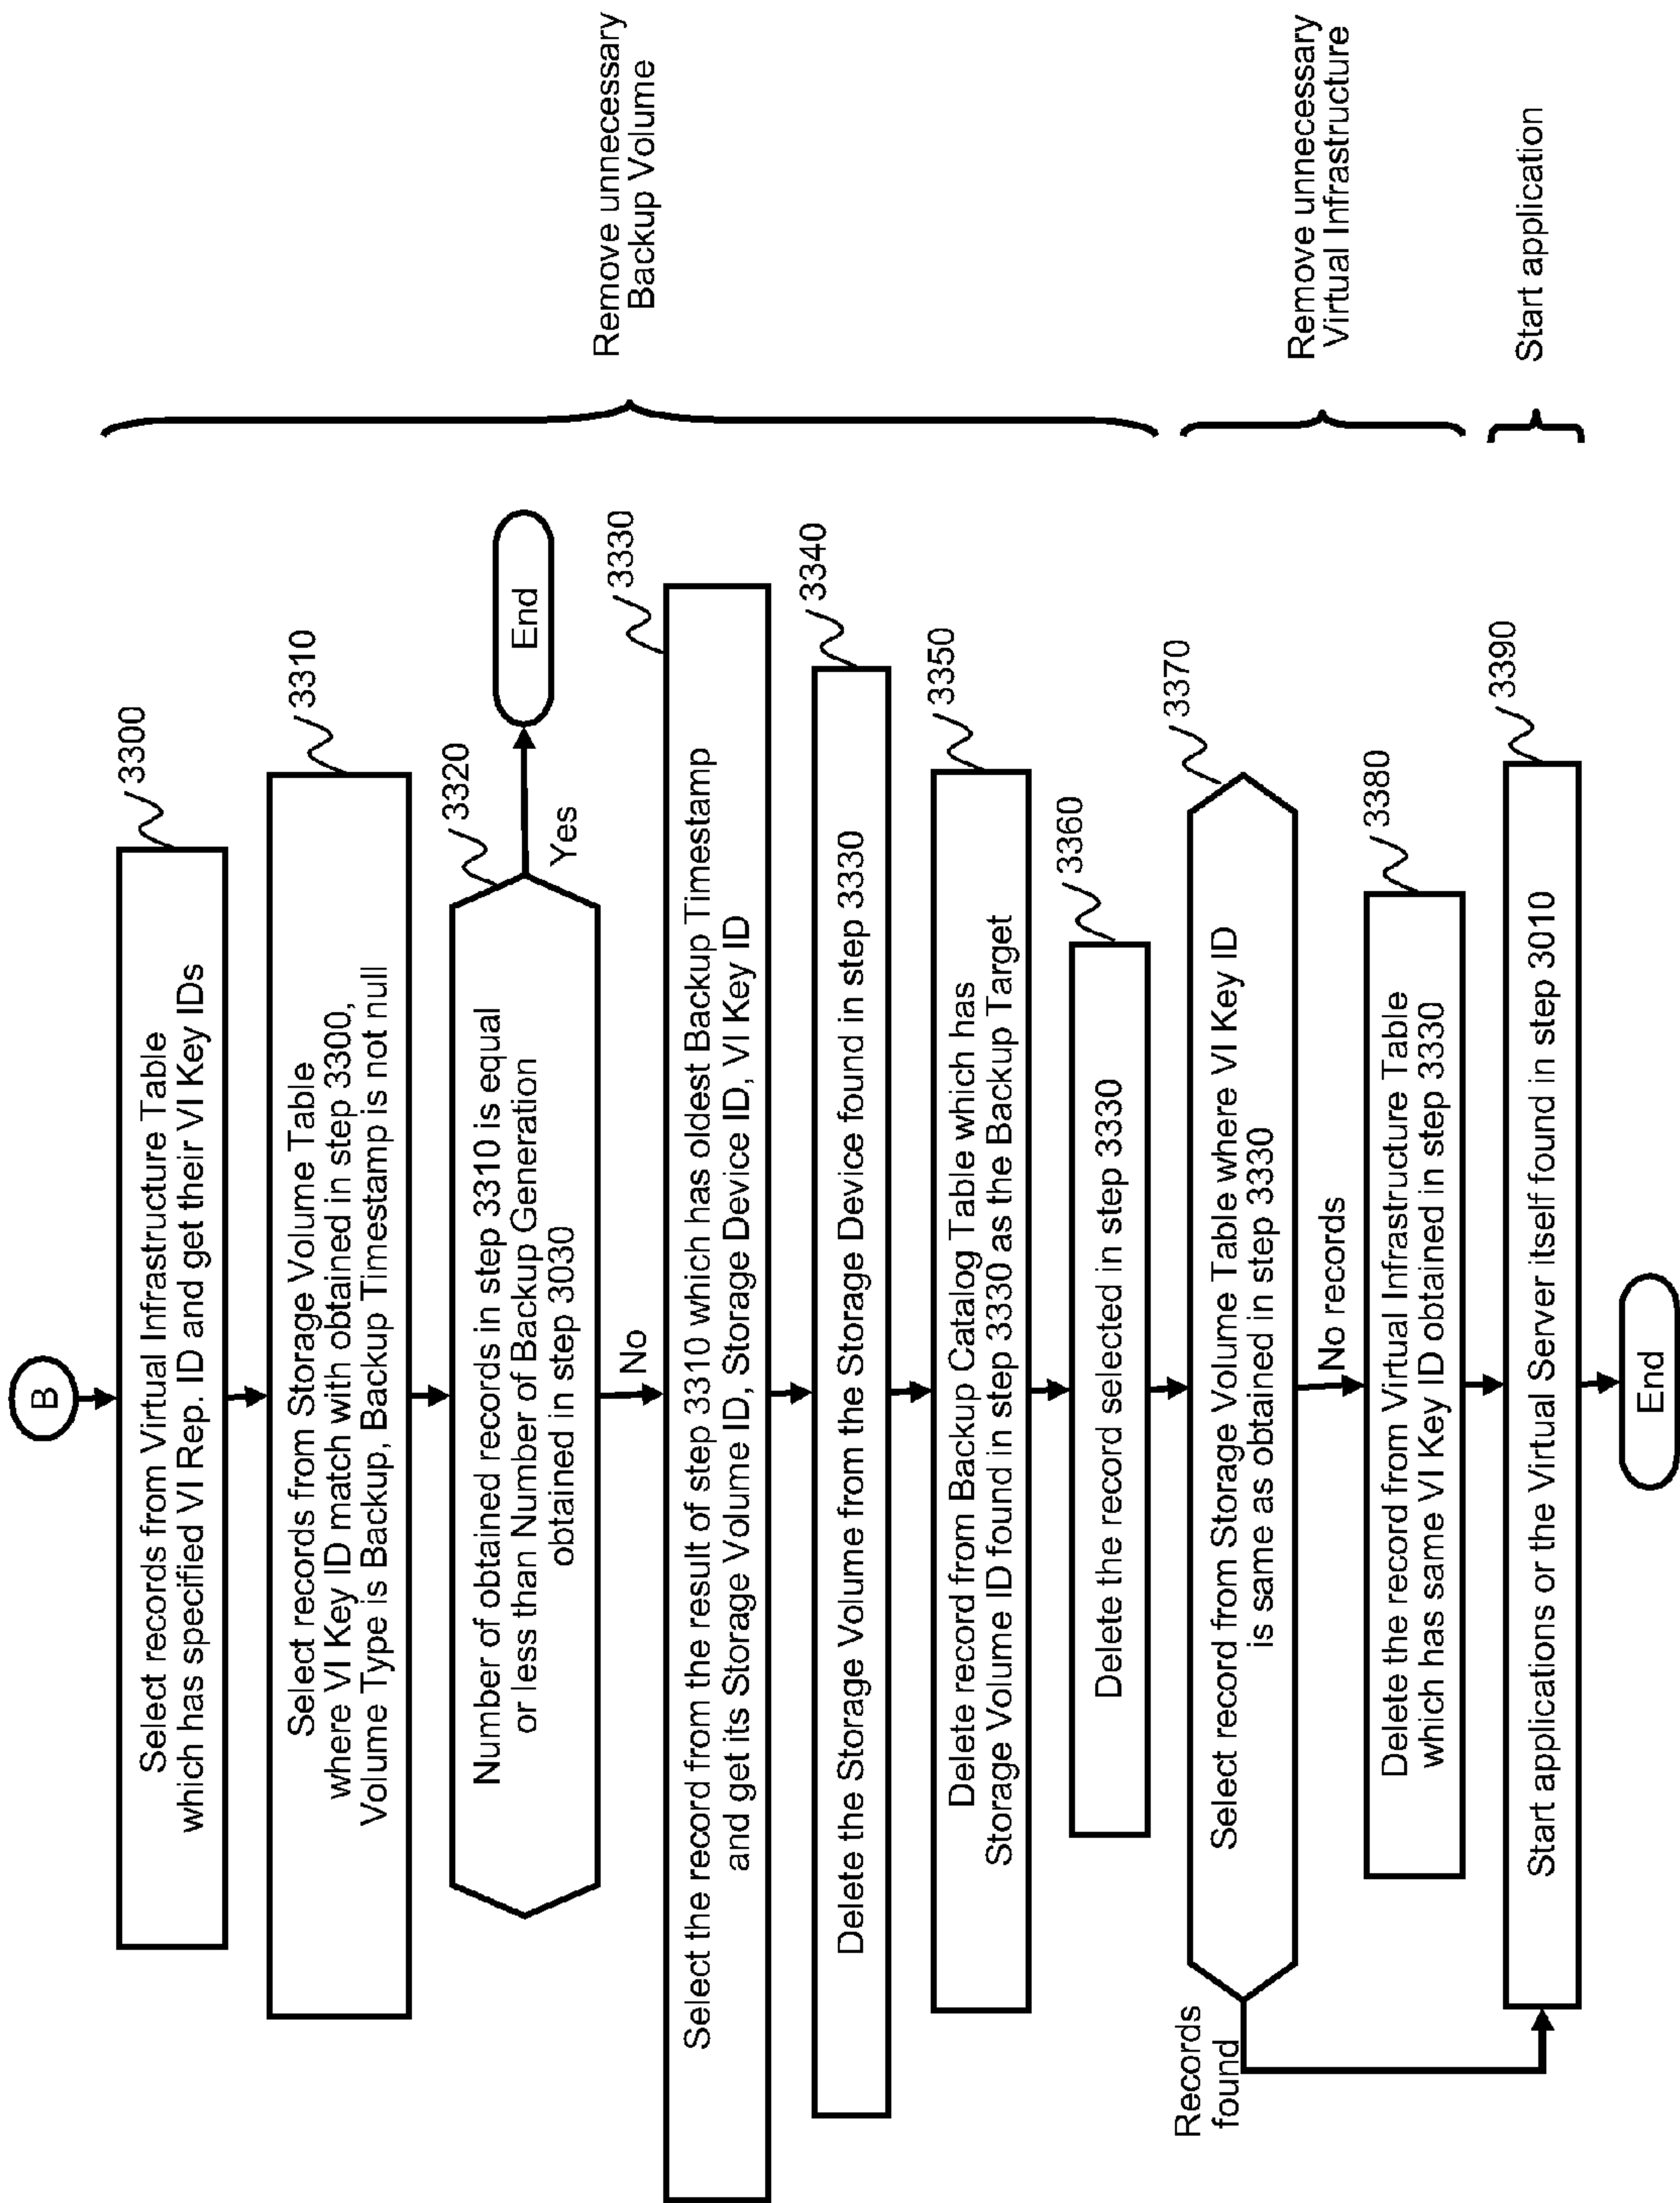 B
3300
Select records from Virtual Infrastructure Table
which has specified VI Rep. ID and get their VI Key IDs
3310
Select records from Storage Volume Table
where VI Key ID match with obtained in step 3300,
Volume Type is Backup, Backup Timestamp is not null
3320
Number of obtained records in step 3310 is equal
or less than Number of Backup Generation
obtained in step 3030
Yes
End
No
3330
Select the record from the result of step 3310 which has oldest Backup Timestamp
and get its Storage Volume ID, Storage Device ID, VI Key ID
3340
Delete the Storage Volume from the Storage Device found in step 3330
3350
Delete record from Backup Catalog Table which has
Storage Volume ID found in step 3330 as the Backup Target
3360
Delete the record selected in step 3330
Remove unnecessary
Backup Volume
3370
Select record from Storage Volume Table where VI Key ID
is same as obtained in step 3330
Records
found
No records
3380
Delete the record from Virtual Infrastructure Table
which has same VI Key ID obtained in step 3330
Remove unnecessary
Virtual Infrastructure
3390
Start applications or the Virtual Server itself found in step 3010
Start application
End